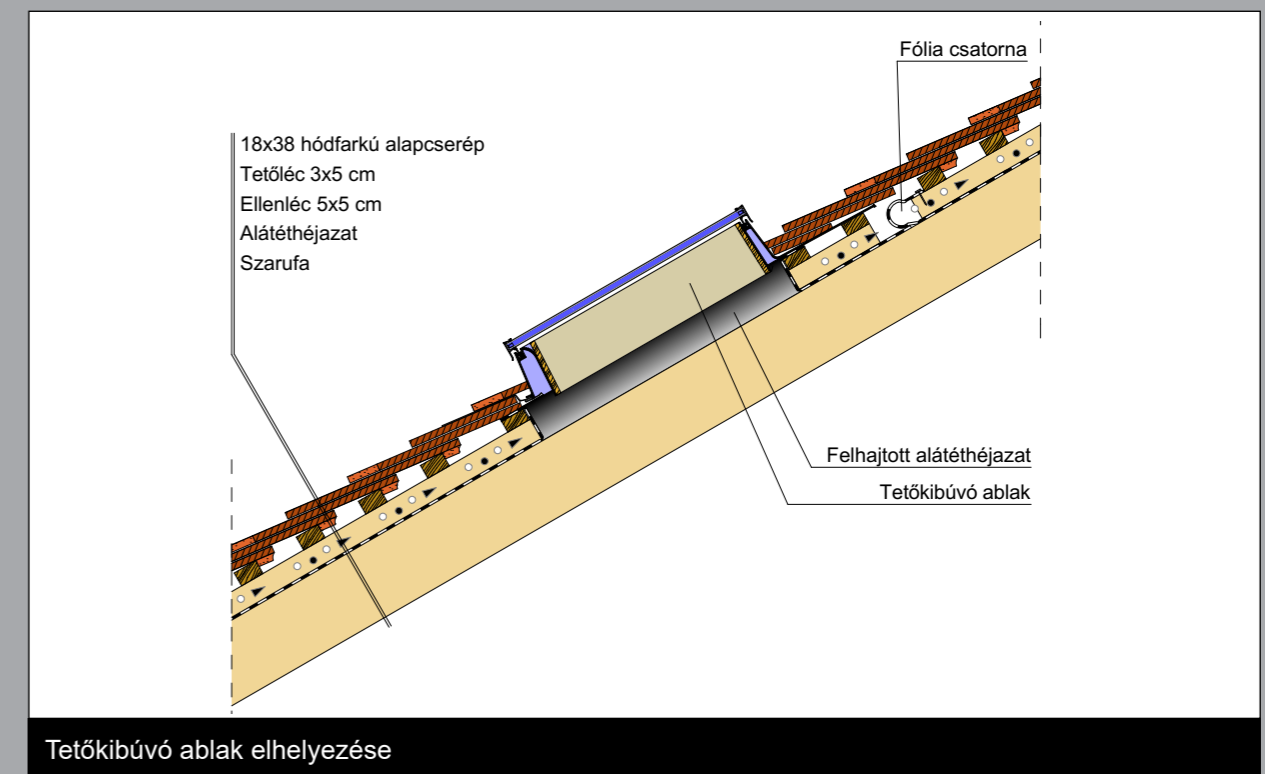 Fólia csatorna
18x38 hódfarkú alapcserép
Tetőléc 3x5 cm
Ellenléc 5x5 cm
Alátéthéjazat
Szarufa
Felhajtott alátéthéjazat
Tetőkibúvó ablak
Tetőkibúvó ablak elhelyezése